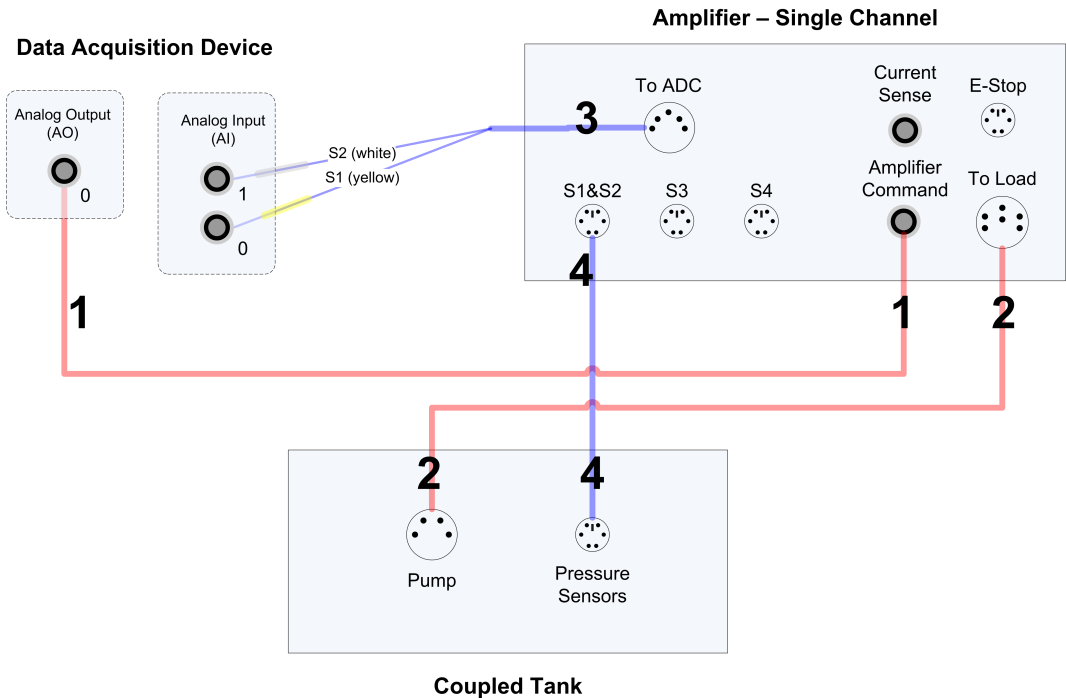 Amplifier – Single Channel
Data Acquisition Device
Analog Output
(AO)
0
Analog Input
(AI)
1
0
S2 (white)
S1 (yellow)
3
To ADC
Current
Sense
E-Stop
S1&S2
S3
S4
Amplifier
Command
To Load
4
1
1
2
2
4
Pump
Pressure
Sensors
Coupled Tank